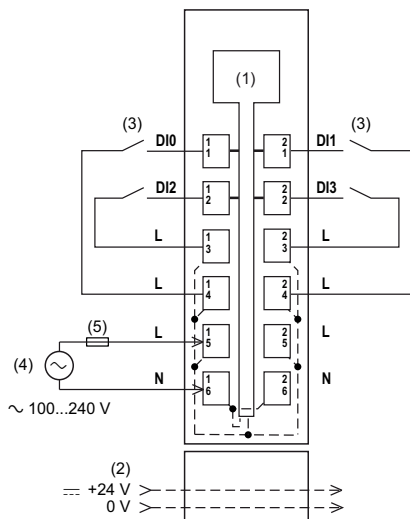 (1)
(3) (3)
DI0 1 1 2 1 DI1
DI2 1 2 2 2 DI3
L 1 3 2 3 L
L 1 4 2 4 L
(5) L 1 5 2 5 L
(4)
N 1 6 2 6 N
~ 100...240 V
(2)
⎓ +24 V
0 V